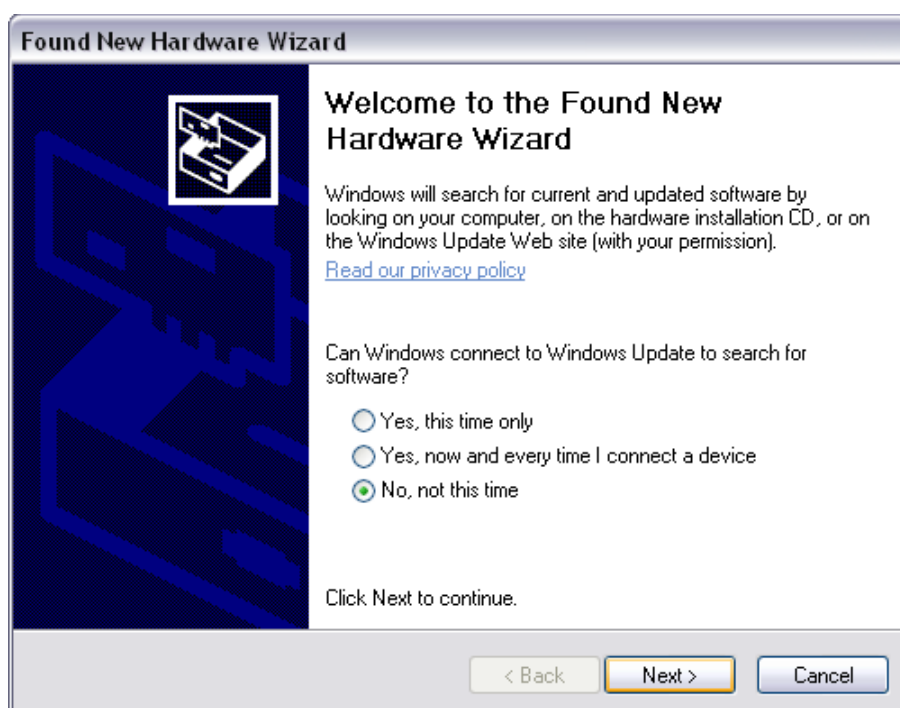 Found New Hardware Wizard
Welcome to the Found New
Hardware Wizard
Windows will search for current and updated software by
looking on your computer, on the hardware installation CD, or on
the Windows Update Web site (with your permission).
Read our privacy policy
Can Windows connect to Windows Update to search for
software?
Yes, this time only
Yes, now and every time I connect a device
No, not this time
Click Next to continue.
< Back
Next >
Cancel